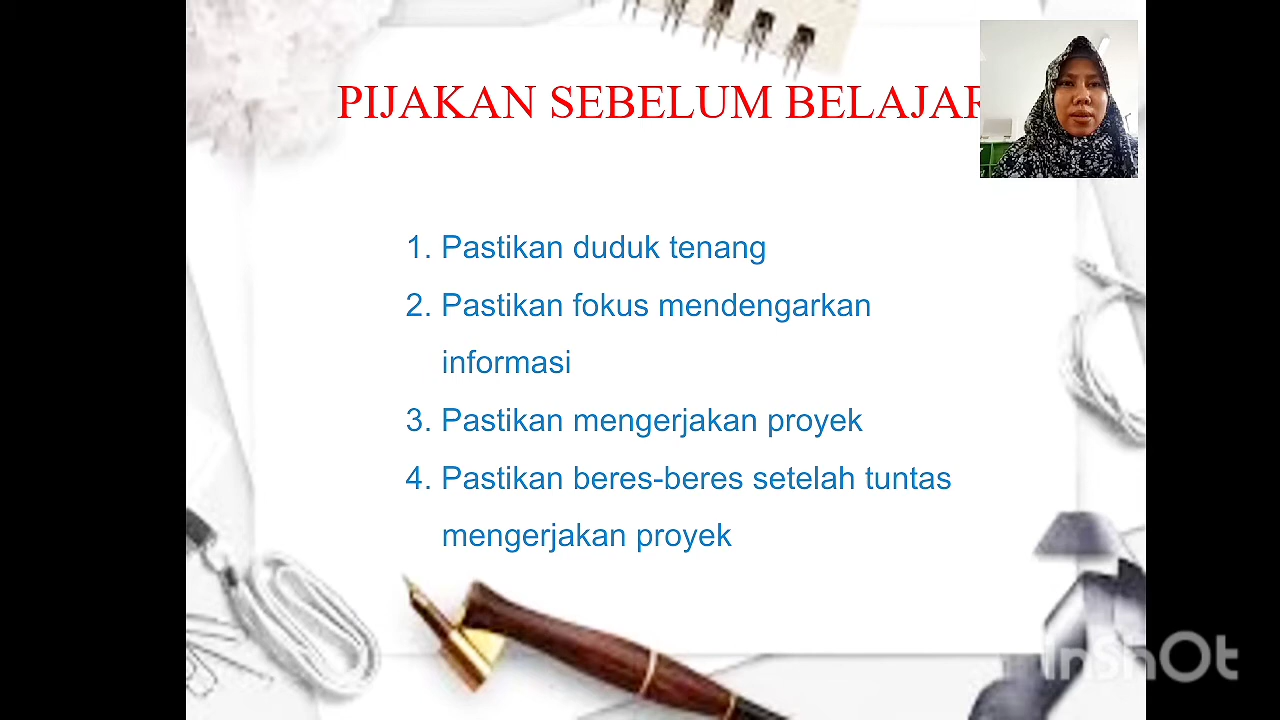 PIJAKAN SEBELUM BELAJAR
1. Pastikan duduk tenang
2. Pastikan fokus mendengarkan
informasi
3. Pastikan mengerjakan proyek
4. Pastikan beres-beres setelah tuntas
mengerjakan proyek
InShOt